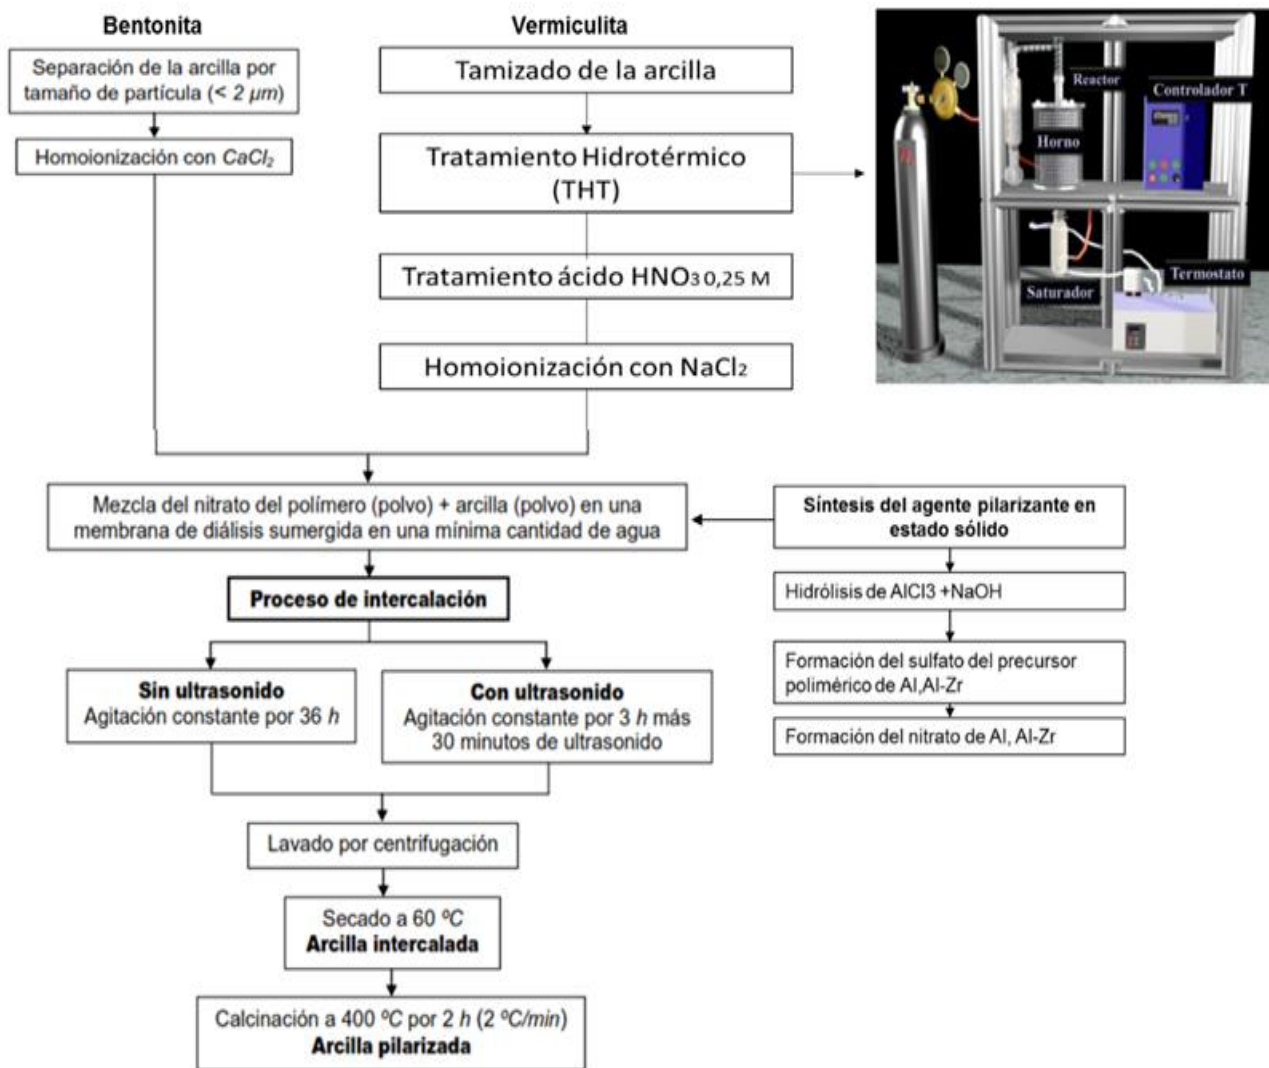 Bentonita
Separación de la arcilla por
tamaño de partícula (< 2 µm)
Homoionización con CaCl₂
Vermiculita
Tamizado de la arcilla
Tratamiento Hidrotérmico
(THT)
Tratamiento ácido HNO₃ 0,25 M
Homoionización con NaCl₂
Reactor
Controlador T
Horno
Saturador
Termostato
Mezcla del nitrato del polímero (polvo) + arcilla (polvo) en una
membrana de diálisis sumergida en una mínima cantidad de agua
Síntesis del agente pilarizante en
estado sólido
Hidrólisis de AlCl3 +NaOH
Formación del sulfato del precursor
polimérico de Al,Al-Zr
Formación del nitrato de Al, Al-Zr
Proceso de intercalación
Sin ultrasonido
Agitación constante por 36 h
Con ultrasonido
Agitación constante por 3 h más
30 minutos de ultrasonido
Lavado por centrifugación
Secado a 60 ºC
Arcilla intercalada
Calcinación a 400 ºC por 2 h (2 ºC/min)
Arcilla pilarizada